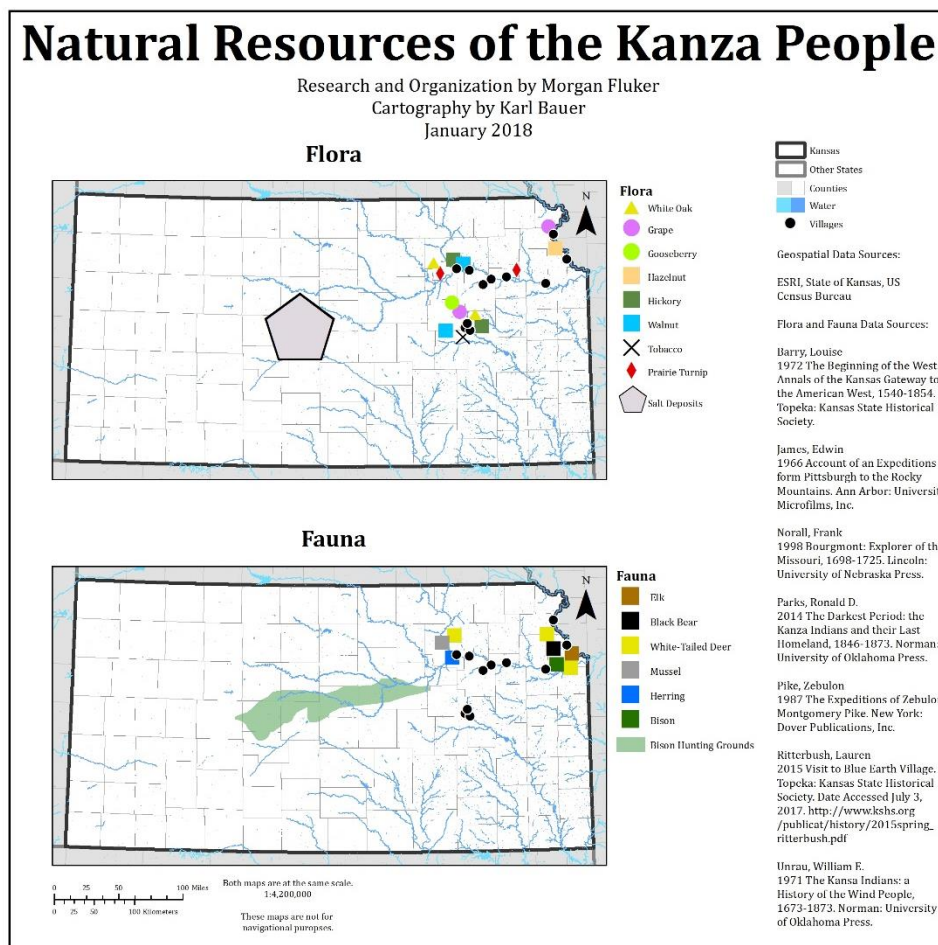 Natural Resources of the Kanza People
Research and Organization by Morgan Fluker
Cartography by Karl Bauer
January 2018
Flora
N
Flora
White Oak
Grape
Gooseberry
Hazelnut
Hickory
Walnut
Tobacco
Prairie Turnip
Salt Deposits
Fauna
N
Fauna
Elk
Black Bear
White-Tailed Deer
Mussel
Herring
Bison
Bison Hunting Grounds
0 25 50 100 Miles
0 25 50 100 Kilometers
Both maps are at the same scale.
1:4,200,000
These maps are not for
navigational puropses.
Kansas
Other States
Counties
Water
Villages
Geospatial Data Sources:
ESRI, State of Kansas, US
Census Bureau
Flora and Fauna Data Sources:
Barry, Louise
1972 The Beginning of the West
Annals of the Kansas Gateway to
the American West, 1540-1854.
Topeka: Kansas State Historical
Society.
James, Edwin
1966 Account of an Expeditions
form Pittsburgh to the Rocky
Mountains. Ann Arbor: Universit
Microfilms, Inc.
Norall, Frank
1998 Bourgmont: Explorer of th
Missouri, 1698-1725. Lincoln:
University of Nebraska Press.
Parks, Ronald D.
2014 The Darkest Period: the
Kanza Indians and their Last
Homeland, 1846-1873. Norman:
University of Oklahoma Press.
Pike, Zebulon
1987 The Expeditions of Zebulo
Montgomery Pike. New York:
Dover Publications, Inc.
Ritterbush, Lauren
2015 Visit to Blue Earth Village.
Topeka: Kansas State Historical
Society. Date Accessed July 3,
2017. http://www.kshs.org
/publicat/history/2015spring_
ritterbush.pdf
Unrau, William E.
1971 The Kansa Indians: a
History of the Wind People,
1673-1873. Norman: University
of Oklahoma Press.